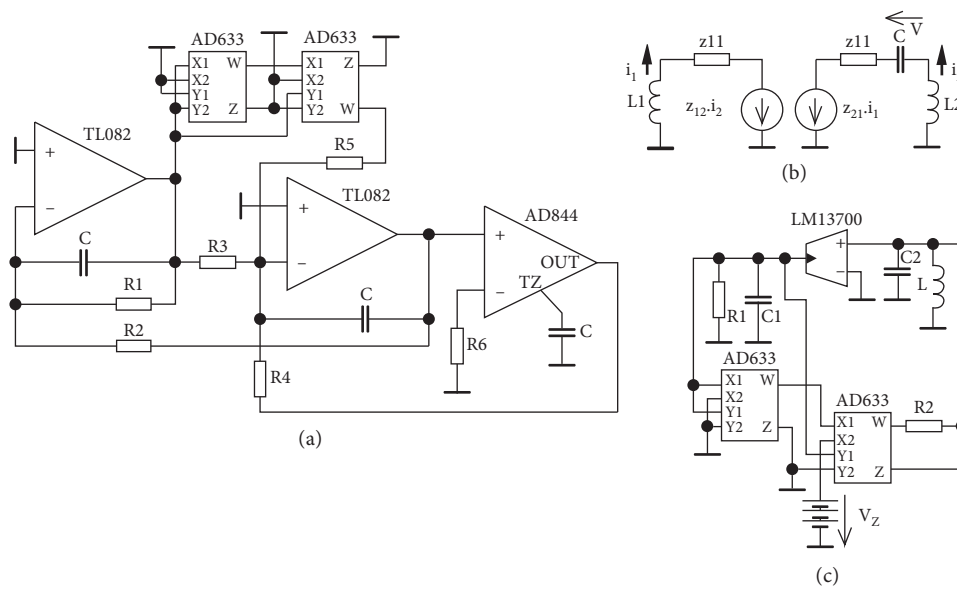 AD633
X1 W
X2
Y1
Y2 Z
AD633
X1 Z
X2
Y1 W
Y2
TL082
+
−
C
R1
R2
R3
R5
TL082
+
−
C
R4
R6
AD844
+
−
OUT
TZ
C
(a)
i1
L1
z11
z12.i2
z21.i1
z11
C
V
i
L2
(b)
LM13700
+
−
R1
C1
C2
L
AD633
X1 W
X2
Y1
Y2 Z
AD633
X1 W
X2
Y1
Y2 Z
R2
VZ
(c)